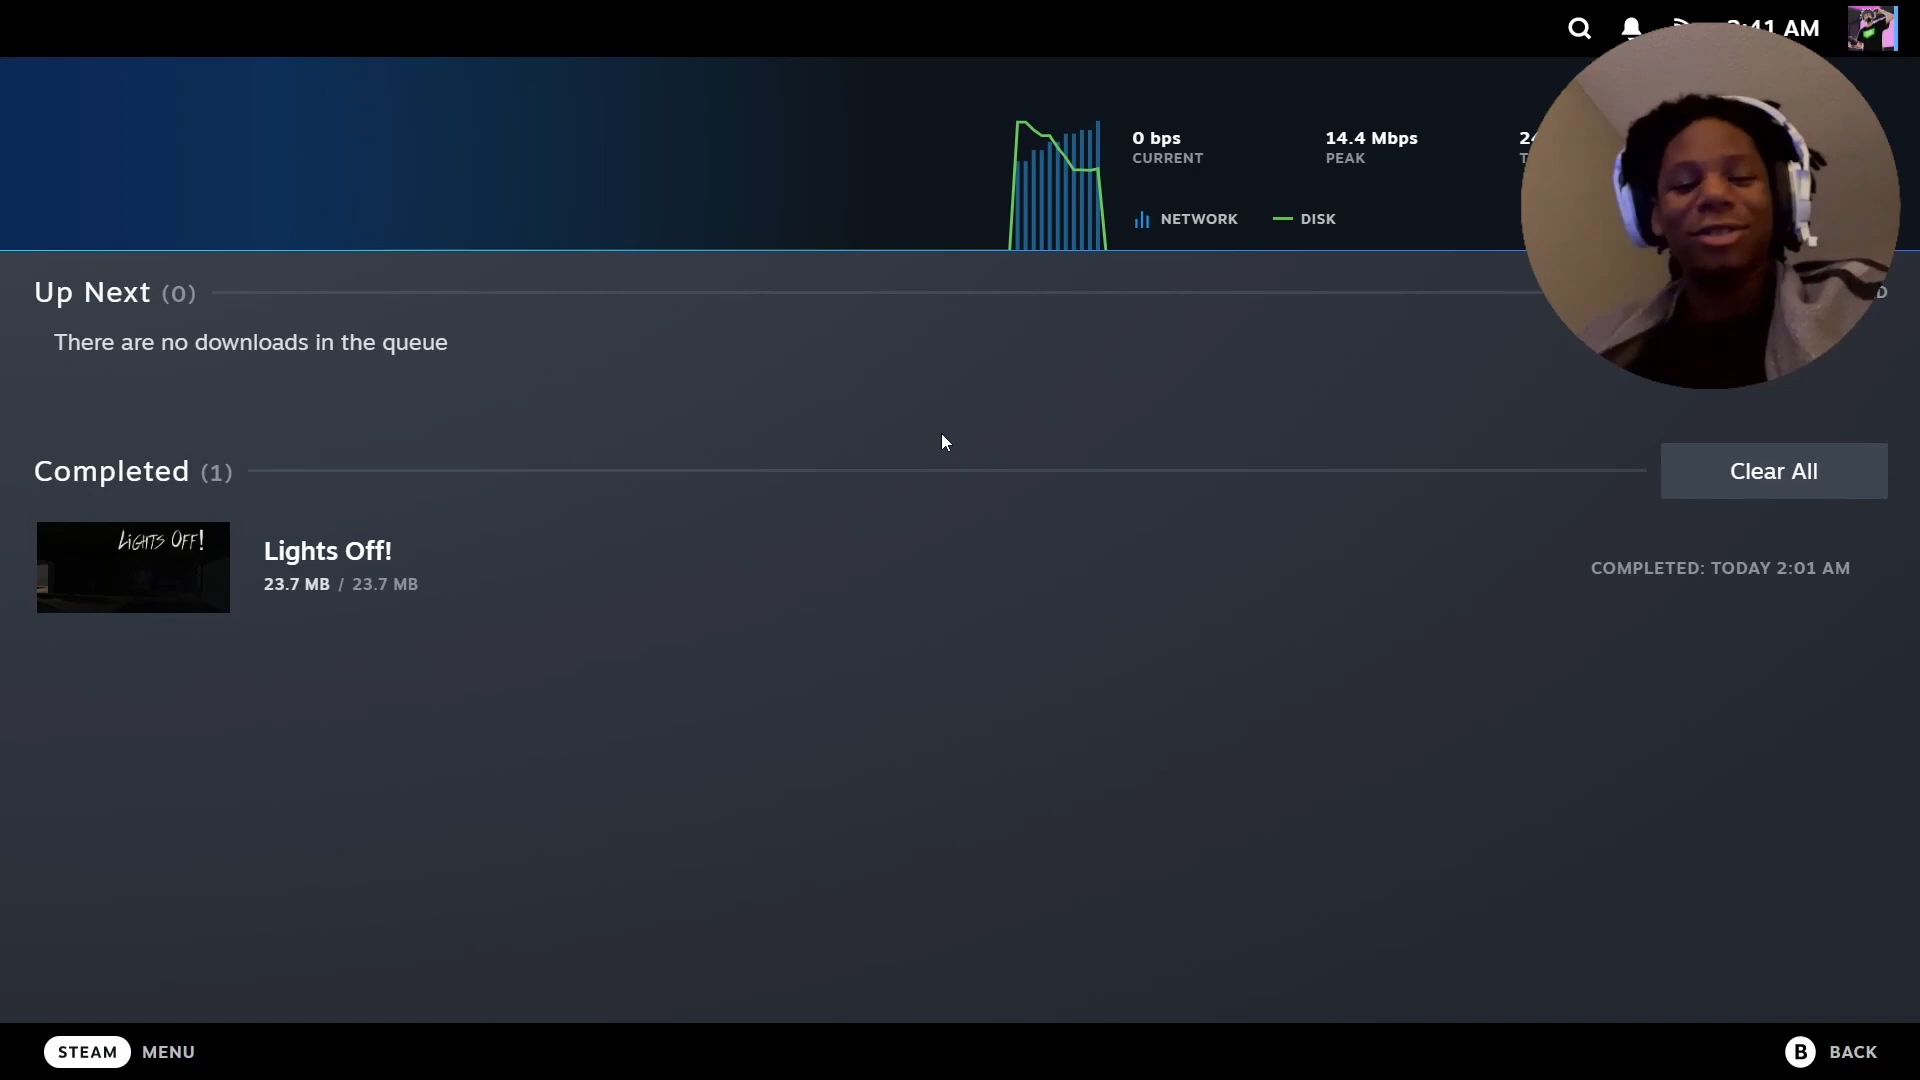 AM
0 bps
CURRENT
14.4 Mbps
PEAK
NETWORK
DISK
Up Next (0)
There are no downloads in the queue
Completed (1)
Clear All
LIGHTS OFF!
Lights Off!
23.7 MB / 23.7 MB
COMPLETED: TODAY 2:01 AM
STEAM MENU
B BACK